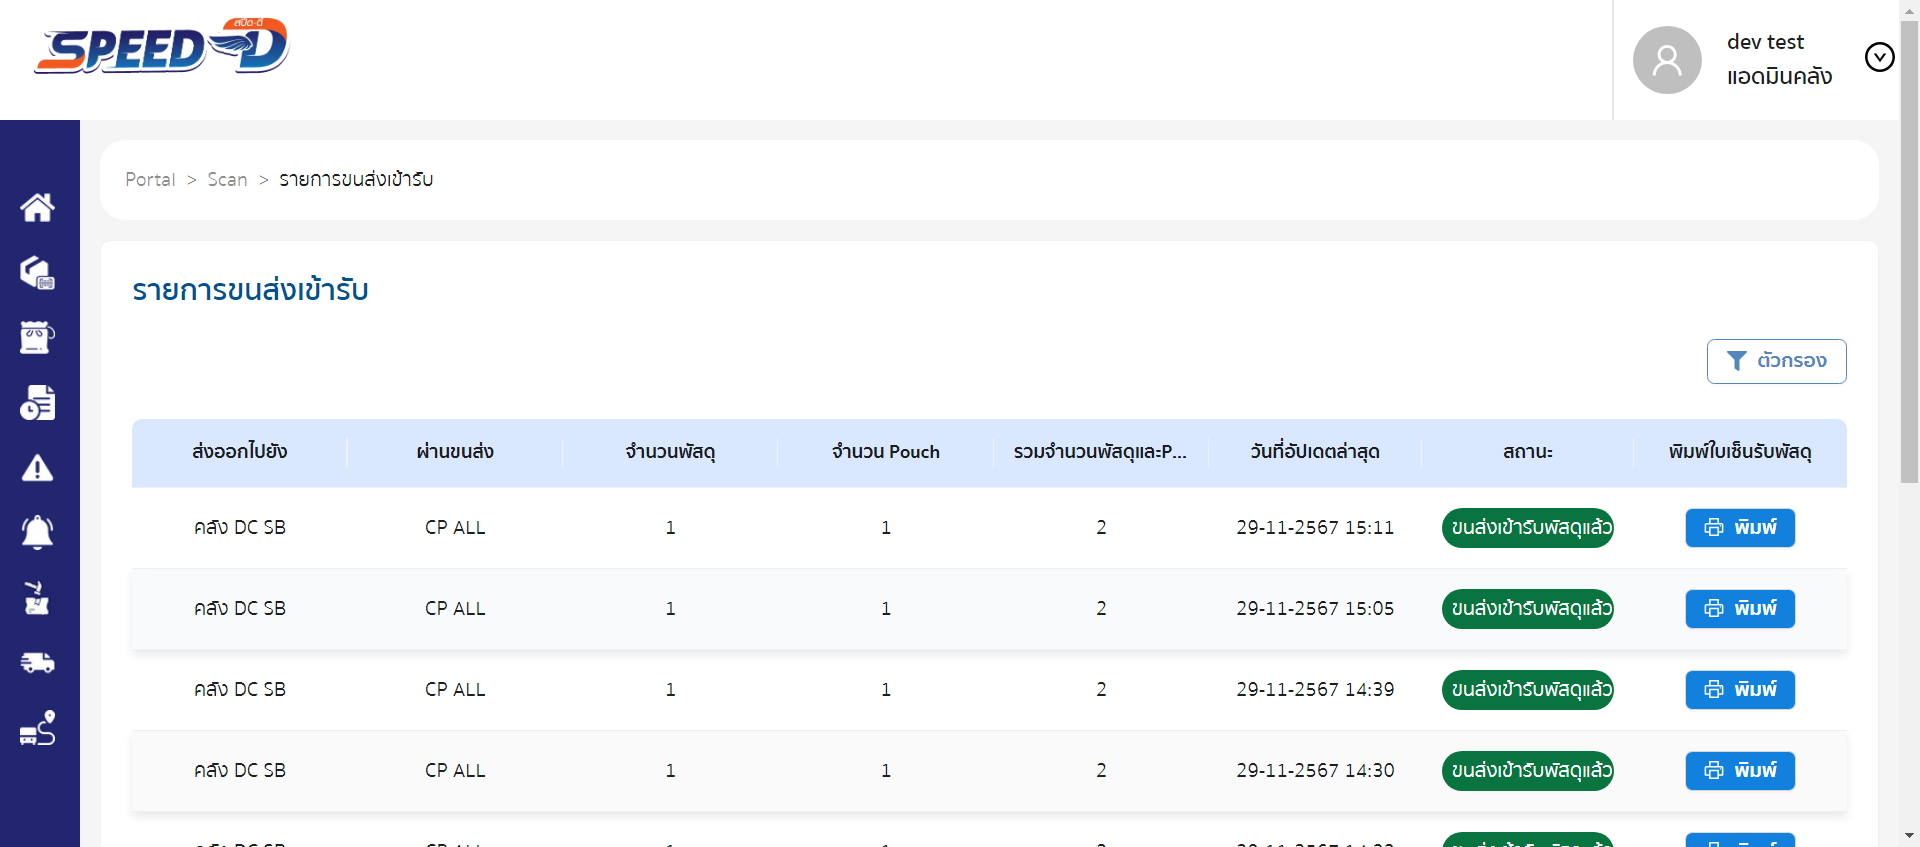 สปีด-ดี
SPEED-D
dev test
แอดมินคลัง
Portal > Scan > รายการขนส่งเข้ารับ
รายการขนส่งเข้ารับ
ตัวกรอง
ส่งออกไปยัง ผ่านขนส่ง จำนวนพัสดุ จำนวน Pouch รวมจำนวนพัสดุและP... วันที่อัปเดตล่าสุด สถานะ พิมพ์ใบเซ็นรับพัสดุ
คลัง DC SB CP ALL 1 1 2 29-11-2567 15:11 ขนส่งเข้ารับพัสดุแล้ว พิมพ์
คลัง DC SB CP ALL 1 1 2 29-11-2567 15:05 ขนส่งเข้ารับพัสดุแล้ว พิมพ์
คลัง DC SB CP ALL 1 1 2 29-11-2567 14:39 ขนส่งเข้ารับพัสดุแล้ว พิมพ์
คลัง DC SB CP ALL 1 1 2 29-11-2567 14:30 ขนส่งเข้ารับพัสดุแล้ว พิมพ์